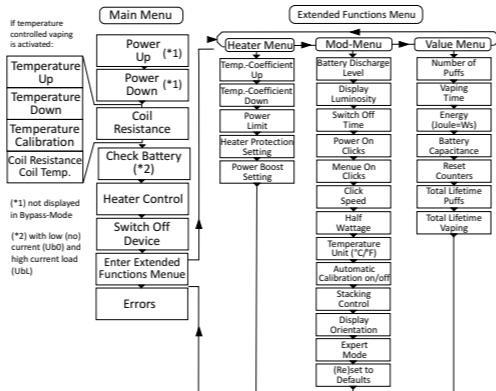 Main Menu
Extended Functions Menu
If temperature
controlled vaping
is activated:
Temperature
Up
Temperature
Down
Temperature
Calibration
Coil Resistance
Coil Temp.
(*1) not displayed
in Bypass-Mode
(*2) with low (no)
current (Ub0) and
high current load
(UbL)
Power
Up (*1)
Power
Down (*1)
Coil
Resistance
Check Battery
(*2)
Heater Control
Switch Off
Device
Enter Extended
Functions Menue
Errors
Heater Menu
Temp.-Coefficient
Up
Temp.-Coefficient
Down
Power
Limit
Heater Protection
Setting
Power Boost
Setting
Mod-Menu
Battery Discharge
Level
Display
Luminosity
Switch Off
Time
Power On
Clicks
Menue On
Clicks
Click
Speed
Half
Wattage
Temperature
Unit (°C/°F)
Automatic
Calibration on/off
Stacking
Control
Display
Orientation
Expert
Mode
(Re)set to
Defaults
Value Menu
Number of
Puffs
Vaping
Time
Energy
(Joule=Ws)
Battery
Capacitance
Reset
Counters
Total Lifetime
Puffs
Total Lifetime
Vaping